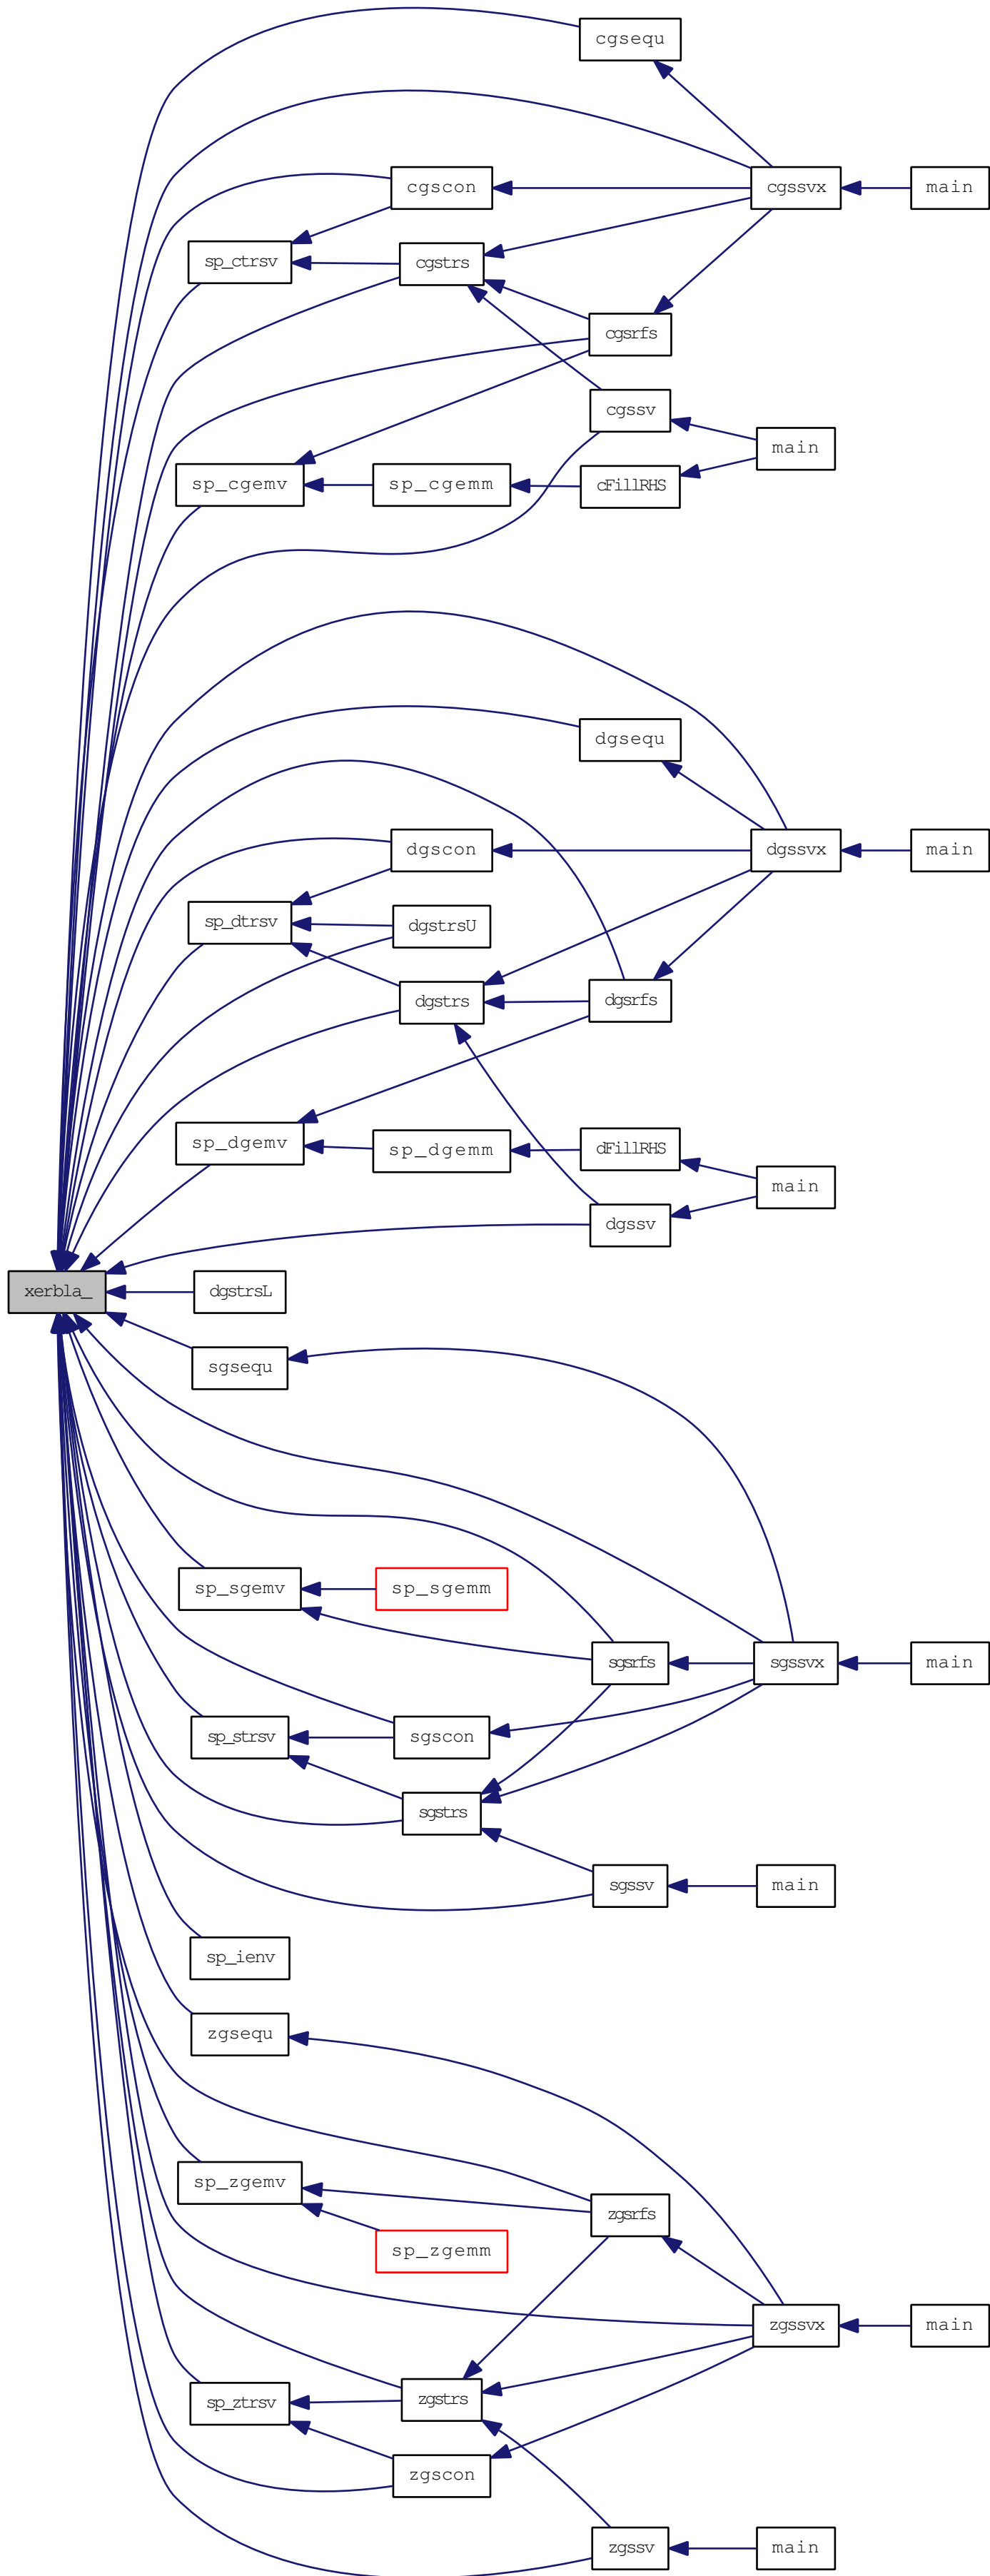 cgsequ
cgssvx
main
cgscon
sp_ctrsv
cgstrs
cgsrfs
cgssv
main
sp_cgemv
sp_cgemm
cFillRHS
dgsequ
dgscon
dgssvx
main
sp_dtrsv
dgstrsU
dgstrs
dgsrfs
sp_dgemv
sp_dgemm
dFillRHS
main
dgssv
xerbla_
dgstrsL
sgsequ
sp_sgemv
sp_sgemm
sgsrfs
sgssvx
main
sp_strsv
sgscon
sgstrs
sgssv
main
sp_ienv
zgsequ
sp_zgemv
zgsrfs
sp_zgemm
zgssvx
main
sp_ztrsv
zgstrs
zgscon
zgssv
main